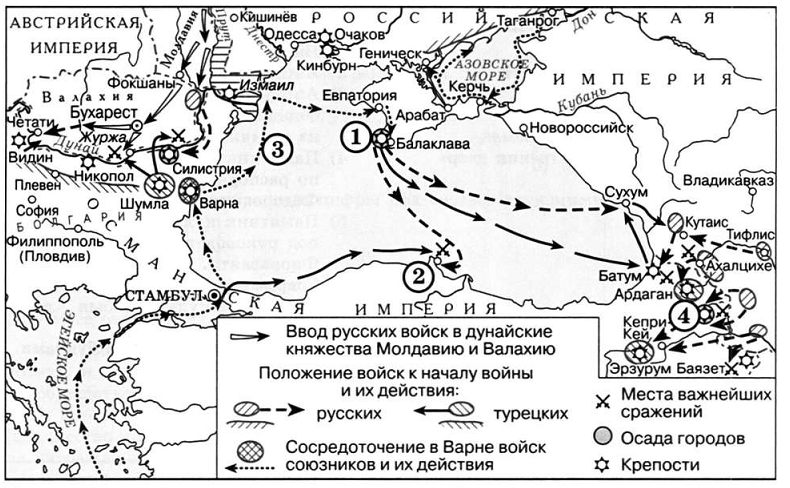 АВСТРИЙСКАЯ
ИМПЕРИЯ
Молдавия
Прут
Днестр
Кишинёв
РОССИЙСКАЯ
ИМПЕРИЯ
Одесса
Очаков
Кинбурн
Геническ
Таганрог
Дон
АЗОВСКОЕ
МОРЕ
Керчь
Кубань
Фокшаны
Измаил
Евпатория
Арабат
Валахия
Бухарест
Четати
Журжа
Дунай
1
Балаклава
Новороссийск
Видин
Никопол
Силистрия
3
Плевен
Шумла
Варна
Сухум
Владикавказ
София
БОЛГАРИЯ
Филиппополь
(Пловдив)
Кутаис
Тифлис
2
Батум
Ахалцихе
Ардаган
СТАМБУЛ
ОСМАНСКАЯ ИМПЕРИЯ
4
Кепри
Кей
Эрзурум
Баязет
ЭГЕЙСКОЕ МОРЕ
Ввод русских войск в дунайские
княжества Молдавию и Валахию
Положение войск к началу войны
и их действия:
русских
турецких
Сосредоточение в Варне войск
союзников и их действия
Места важнейших
сражений
Осада городов
Крепости